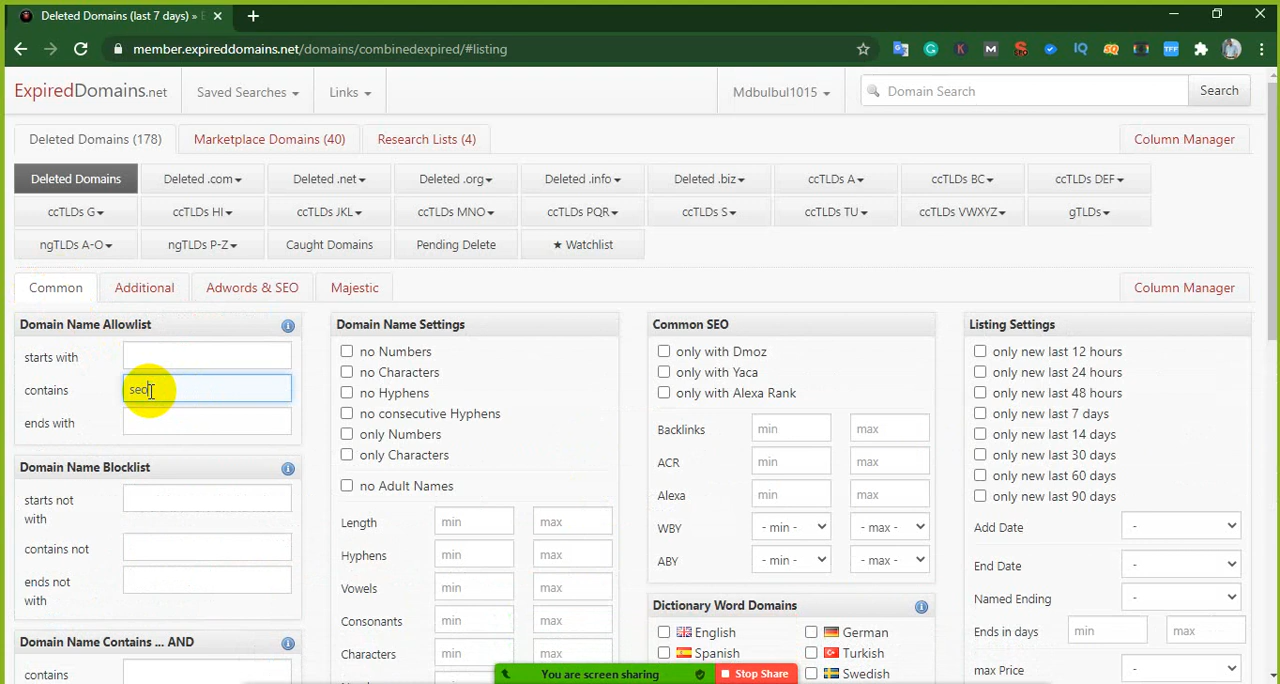 Deleted Domains (last 7 days) »
member.expireddomains.net/domains/combinedexpired/#listing
ExpiredDomains.net
Saved Searches
Links
Mdbulbul1015
Domain Search
Search
Deleted Domains (178)
Marketplace Domains (40)
Research Lists (4)
Column Manager
Deleted Domains
Deleted .com
Deleted .net
Deleted .org
Deleted .info
Deleted .biz
ccTLDs A
ccTLDs BC
ccTLDs DEF
ccTLDs G
ccTLDs HI
ccTLDs JKL
ccTLDs MNO
ccTLDs PQR
ccTLDs S
ccTLDs TU
ccTLDs VWXYZ
gTLDs
ngTLDs A-O
ngTLDs P-Z
Caught Domains
Pending Delete
★ Watchlist
Common
Additional
Adwords & SEO
Majestic
Column Manager
Domain Name Allowlist
starts with
contains
seo
ends with
Domain Name Blocklist
starts not
with
contains not
ends not
with
Domain Name Contains ... AND
contains
Domain Name Settings
no Numbers
no Characters
no Hyphens
no consecutive Hyphens
only Numbers
only Characters
no Adult Names
Length min max
Hyphens min max
Vowels min max
Consonants min max
Characters min max
Common SEO
only with Dmoz
only with Yaca
only with Alexa Rank
Backlinks min max
ACR min max
Alexa min max
WBY - min - - max -
ABY - min - - max -
Dictionary Word Domains
English
German
Spanish
Turkish
Swedish
Listing Settings
only new last 12 hours
only new last 24 hours
only new last 48 hours
only new last 7 days
only new last 14 days
only new last 30 days
only new last 60 days
only new last 90 days
Add Date -
End Date -
Named Ending -
Ends in days min max
max Price -
You are screen sharing
Stop Share